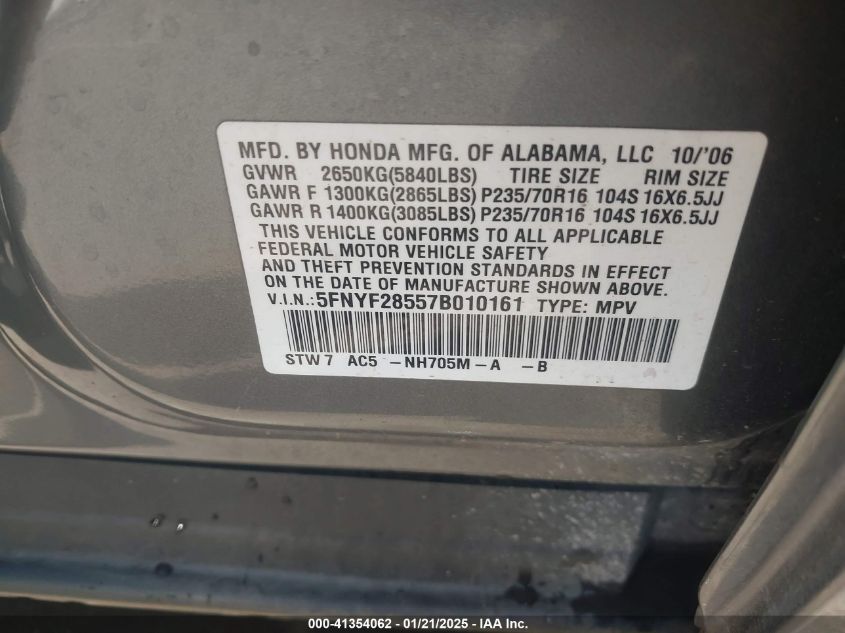 MFD. BY HONDA MFG. OF ALABAMA, LLC 10/'06
GVWR 2650KG(5840LBS) TIRE SIZE RIM SIZE
GAWR F 1300KG(2865LBS) P235/70R16 104S 16X6.5JJ
GAWR R 1400KG(3085LBS) P235/70R16 104S 16X6.5JJ
THIS VEHICLE CONFORMS TO ALL APPLICABLE
FEDERAL MOTOR VEHICLE SAFETY
AND THEFT PREVENTION STANDARDS IN EFFECT
ON THE DATE OF MANUFACTURE SHOWN ABOVE.
V.I.N.:5FNYF28557B010161 TYPE: MPV
STW7 AC5 -NH705M-A -B
000-41354062 / 01/21/2025 - IAA Inc.